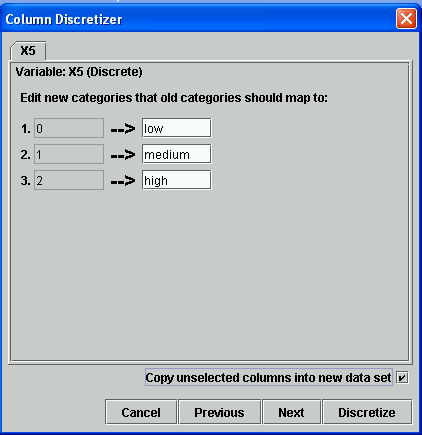 Column Discretizer
X5
Variable: X5 (Discrete)
Edit new categories that old categories should map to:
1. 0 --> low
2. 1 --> medium
3. 2 --> high
Copy unselected columns into new data set
Cancel Previous Next Discretize